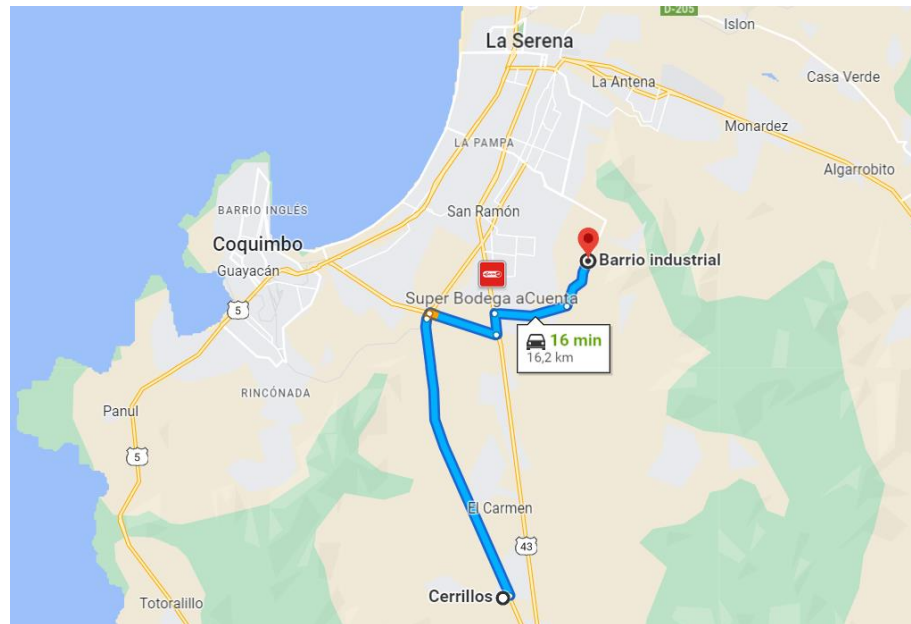 D-205
Islon
La Serena
La Antena
Casa Verde
Monardez
LA PAMPA
Algarrobito
BARRIO INGLÉS
San Ramón
Coquimbo
Guayacán
Barrio industrial
Super Bodega aCuenta
5
16 min
16,2 km
RINCÓNADA
Panul
5
El Carmen
43
Cerrillos
Totoralillo